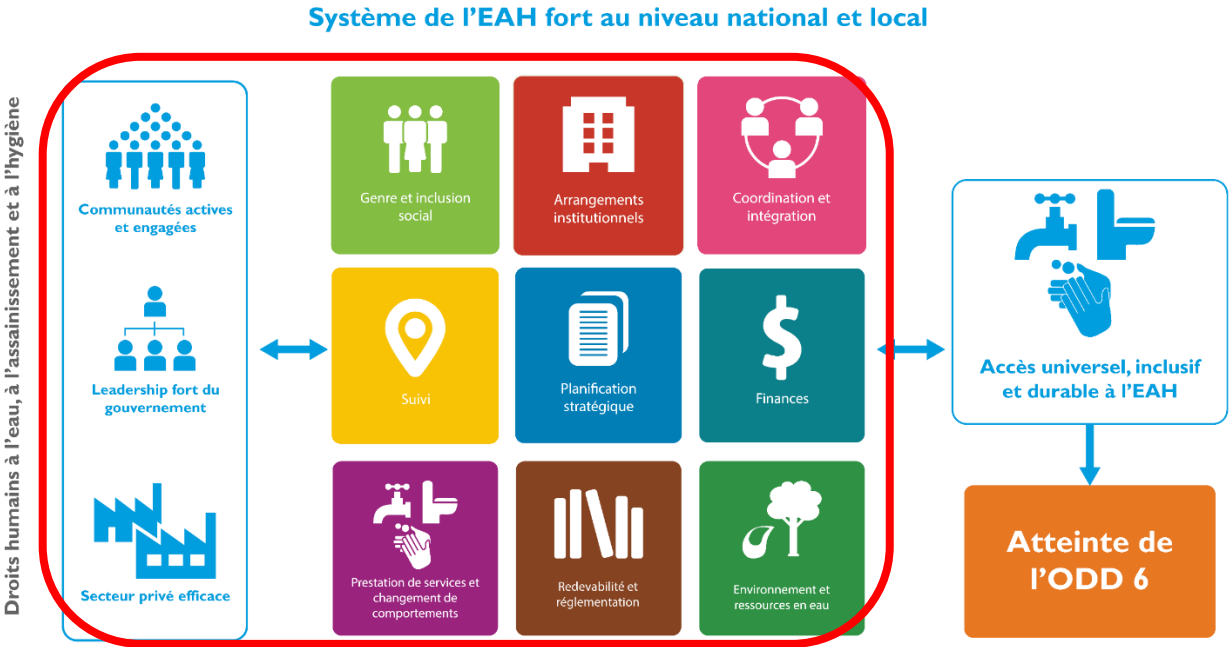 Système de l'EAH fort au niveau national et local
Droits humains à l'eau, à l'assainissement et à l'hygiène
Communautés actives
et engagées
Leadership fort du
gouvernement
Secteur privé efficace
Genre et inclusion
social
Arrangements
institutionnels
Coordination et
intégration
Suivi
Planification
stratégique
Finances
Prestation de services et
changement de
comportements
Redevabilité et
réglementation
Environnement et
ressources en eau
Accès universel, inclusif
et durable à l'EAH
Atteinte de
l'ODD 6